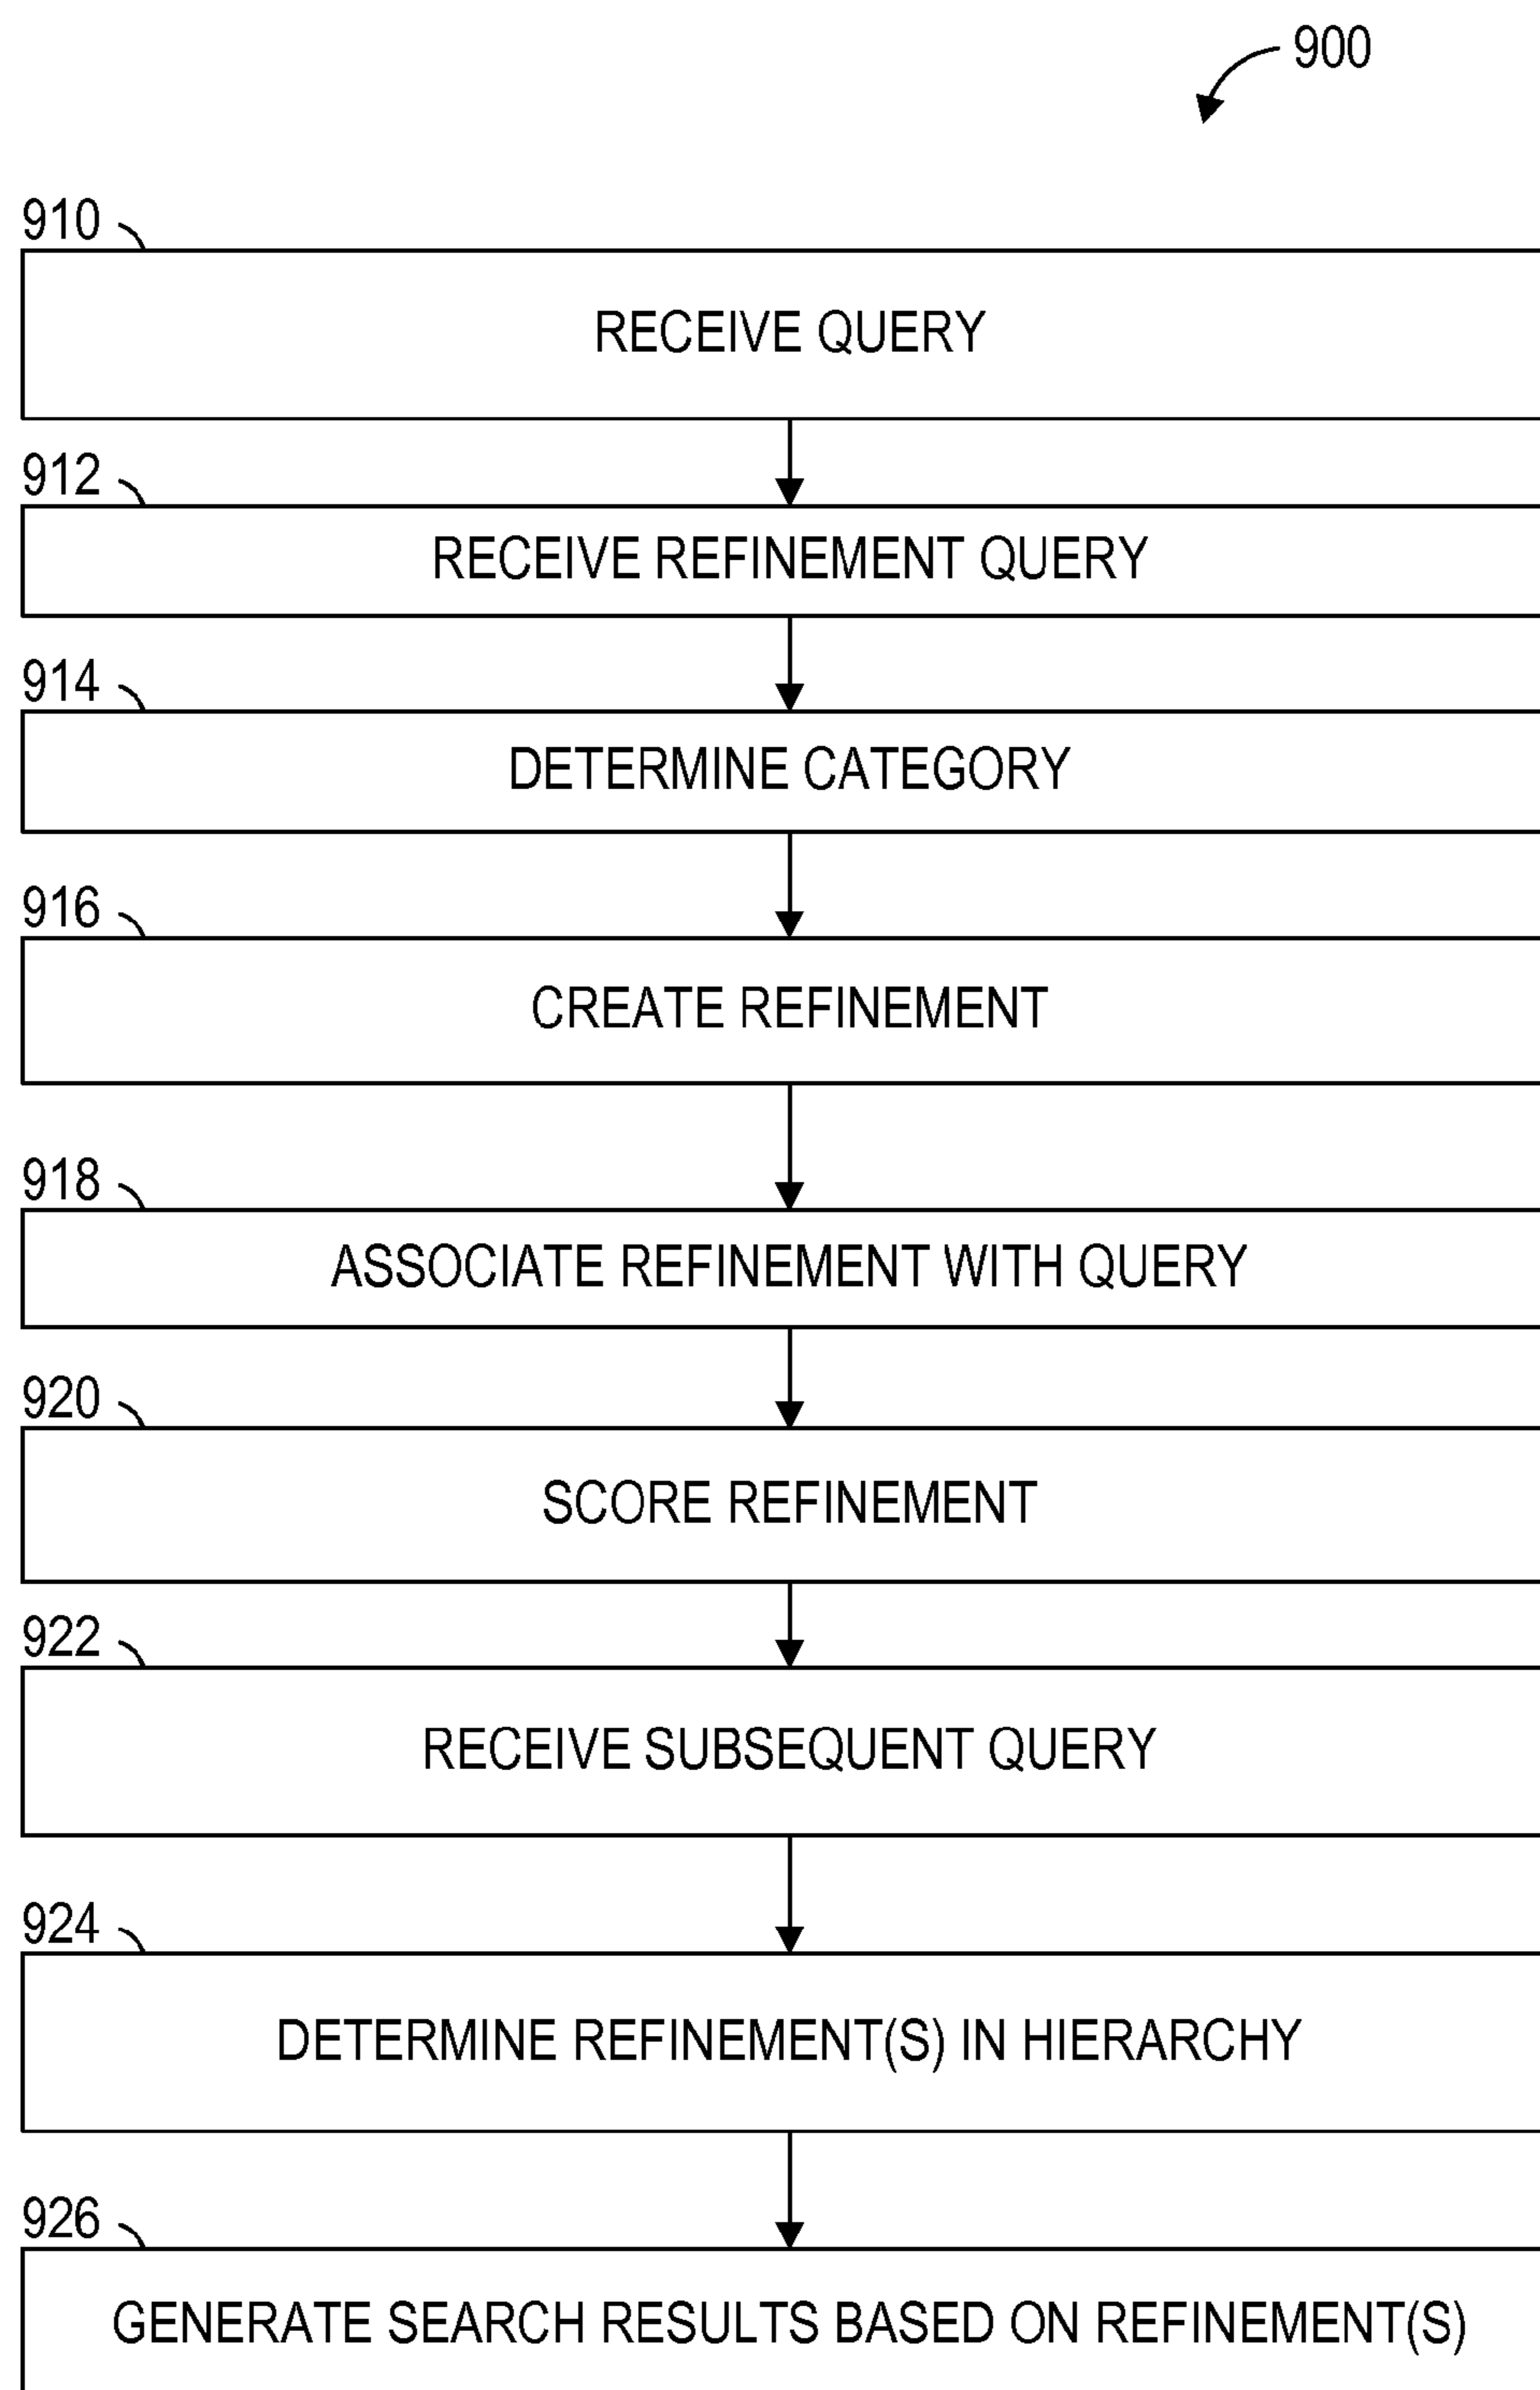 900
910
RECEIVE QUERY
912
RECEIVE REFINEMENT QUERY
914
DETERMINE CATEGORY
916
CREATE REFINEMENT
918
ASSOCIATE REFINEMENT WITH QUERY
920
SCORE REFINEMENT
922
RECEIVE SUBSEQUENT QUERY
924
DETERMINE REFINEMENT(S) IN HIERARCHY
926
GENERATE SEARCH RESULTS BASED ON REFINEMENT(S)